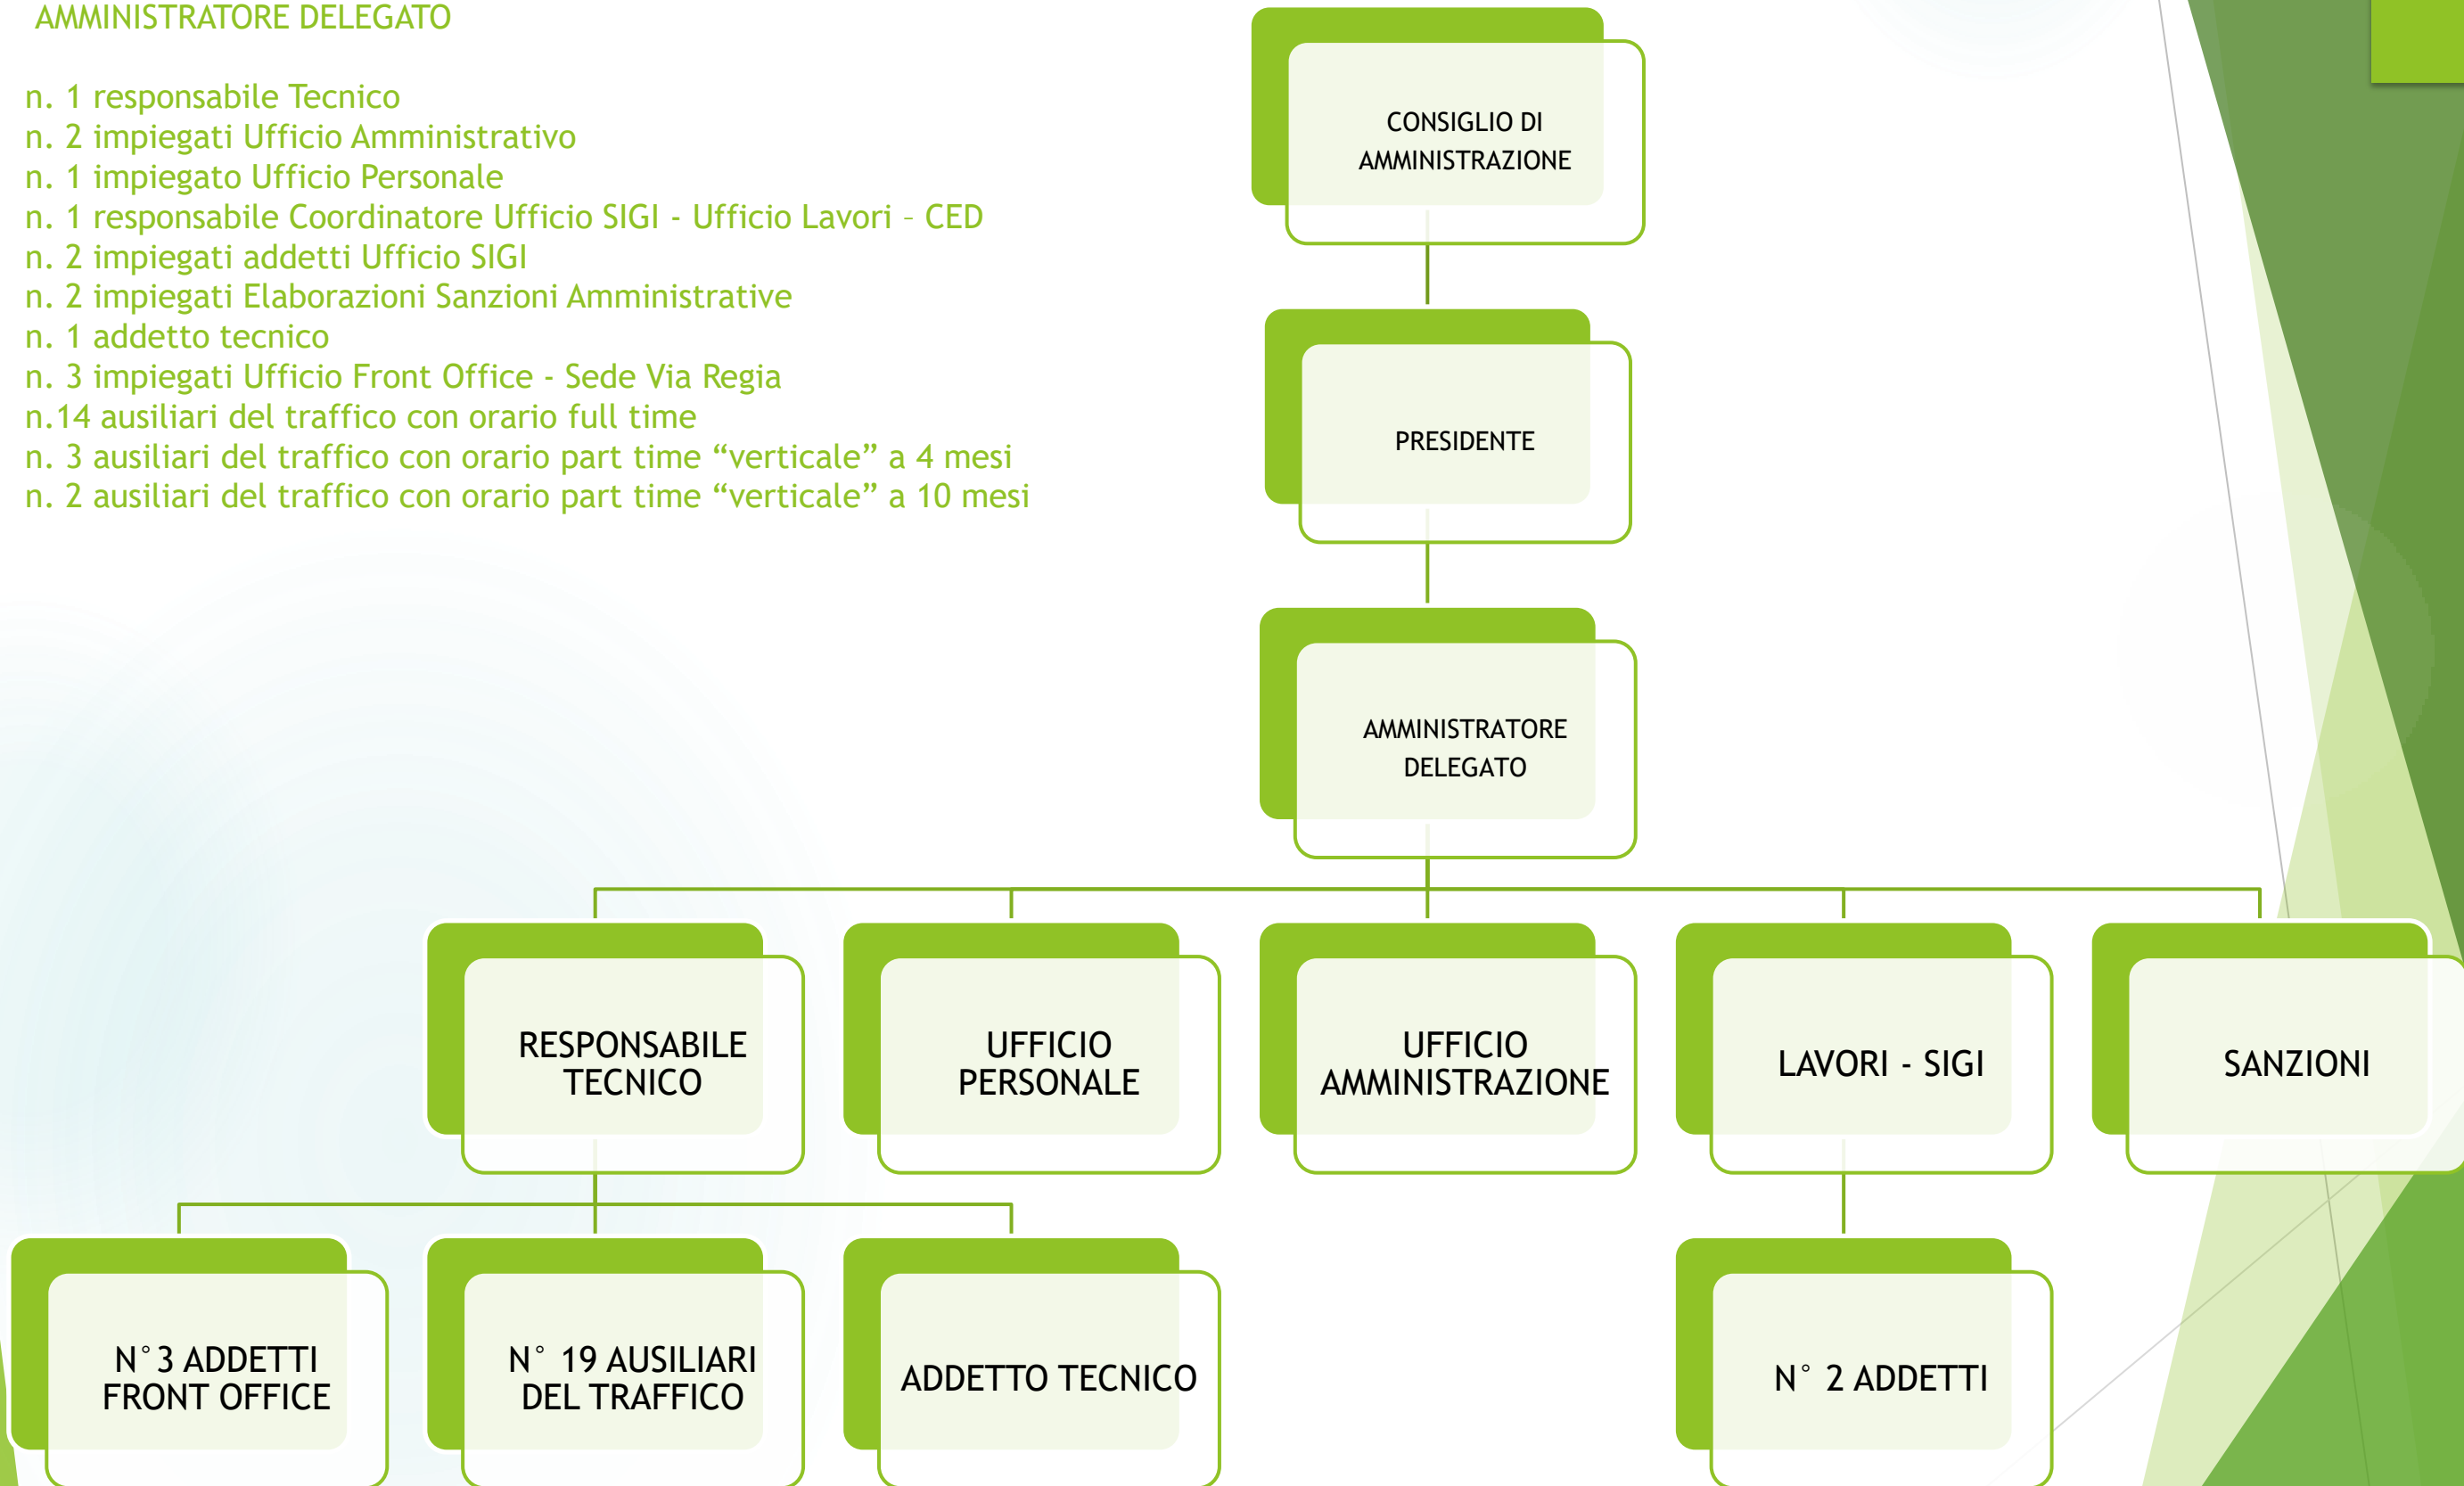 AMMINISTRATORE DELEGATO
n. 1 responsabile Tecnico
n. 2 impiegati Ufficio Amministrativo
n. 1 impiegato Ufficio Personale
n. 1 responsabile Coordinatore Ufficio SIGI - Ufficio Lavori – CED
n. 2 impiegati addetti Ufficio SIGI
n. 2 impiegati Elaborazioni Sanzioni Amministrative
n. 1 addetto tecnico
n. 3 impiegati Ufficio Front Office - Sede Via Regia
n.14 ausiliari del traffico con orario full time
n. 3 ausiliari del traffico con orario part time “verticale” a 4 mesi
n. 2 ausiliari del traffico con orario part time “verticale” a 10 mesi
CONSIGLIO DI
AMMINISTRAZIONE
PRESIDENTE
AMMINISTRATORE
DELEGATO
RESPONSABILE
TECNICO
UFFICIO
PERSONALE
UFFICIO
AMMINISTRAZIONE
LAVORI - SIGI
SANZIONI
N°3 ADDETTI
FRONT OFFICE
N° 19 AUSILIARI
DEL TRAFFICO
ADDETTO TECNICO
N° 2 ADDETTI